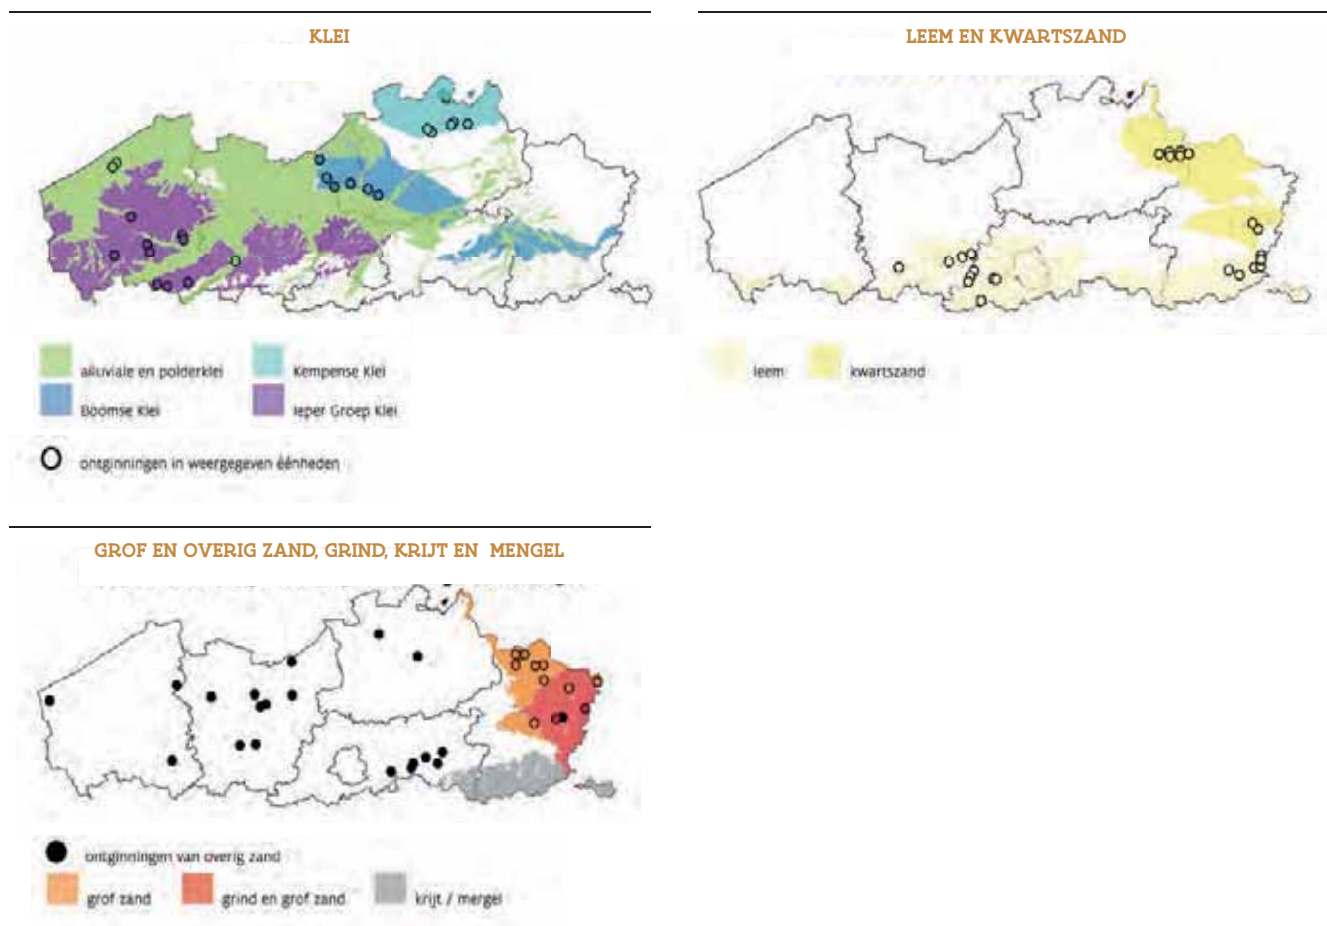 KLEI
alluviale en polderklei
Kempense Klei
Boomse Klei
Ieper Groep Klei
ontginningen in weergegeven éénheden
LEEM EN KWARTSZAND
leem
kwartszand
GROF EN OVERIG ZAND, GRIND, KRIJT EN MENGEL
ontginningen van overig zand
grof zand
grind en grof zand
krijt / mergel